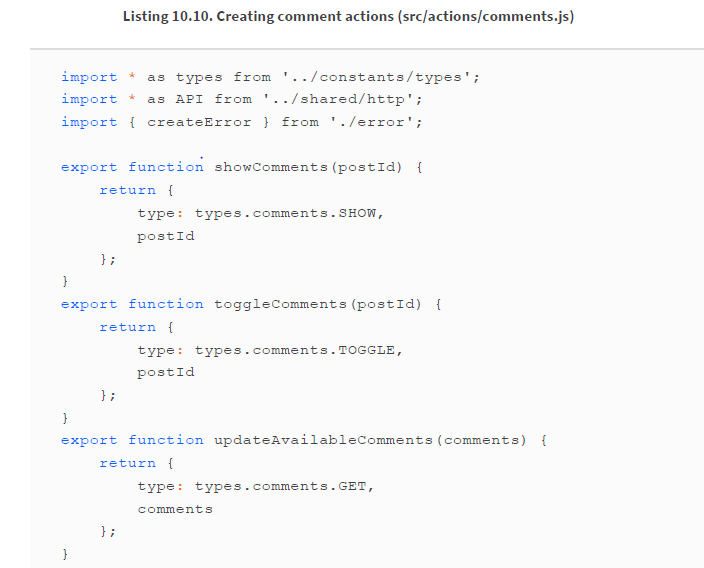 Listing 10.10. Creating comment actions (src/actions/comments.js)
import * as types from '../constants/types';
import * as API from '../shared/http';
import { createError } from './error';
export function showComments(postId) {
    return {
        type: types.comments.SHOW,
        postId
    };
}
export function toggleComments(postId) {
    return {
        type: types.comments.TOGGLE,
        postId
    };
}
export function updateAvailableComments(comments) {
    return {
        type: types.comments.GET,
        comments
    };
}